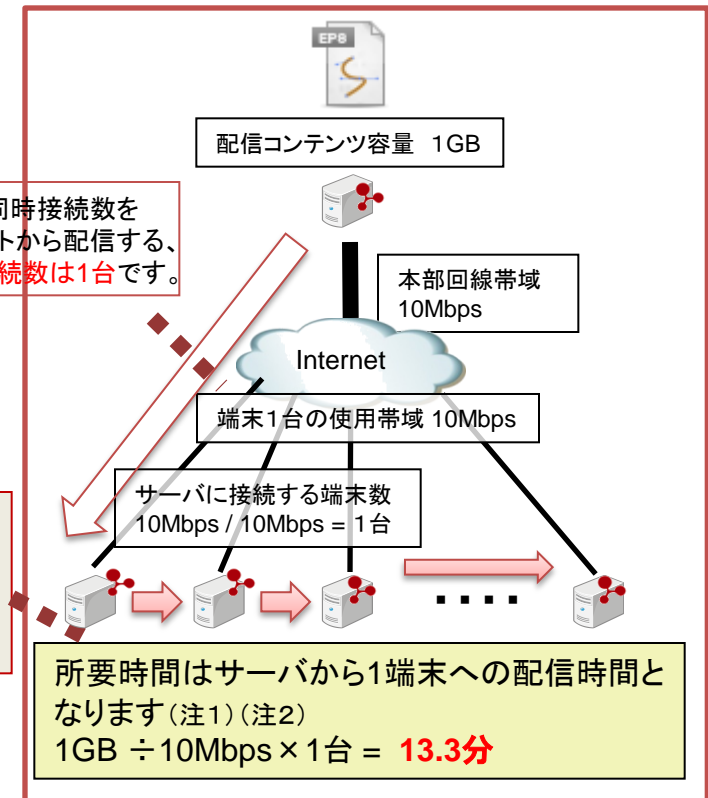 EPS
配信コンテンツ容量 1GB
同時接続数を
トから配信する、
続数は1台です。
本部回線帯域
10Mbps
Internet
端末1台の使用帯域 10Mbps
サーバに接続する端末数
10Mbps / 10Mbps = 1台
所要時間はサーバから1端末への配信時間と
なります(注1)(注2)
1GB ÷10Mbps×1台 = 13.3分